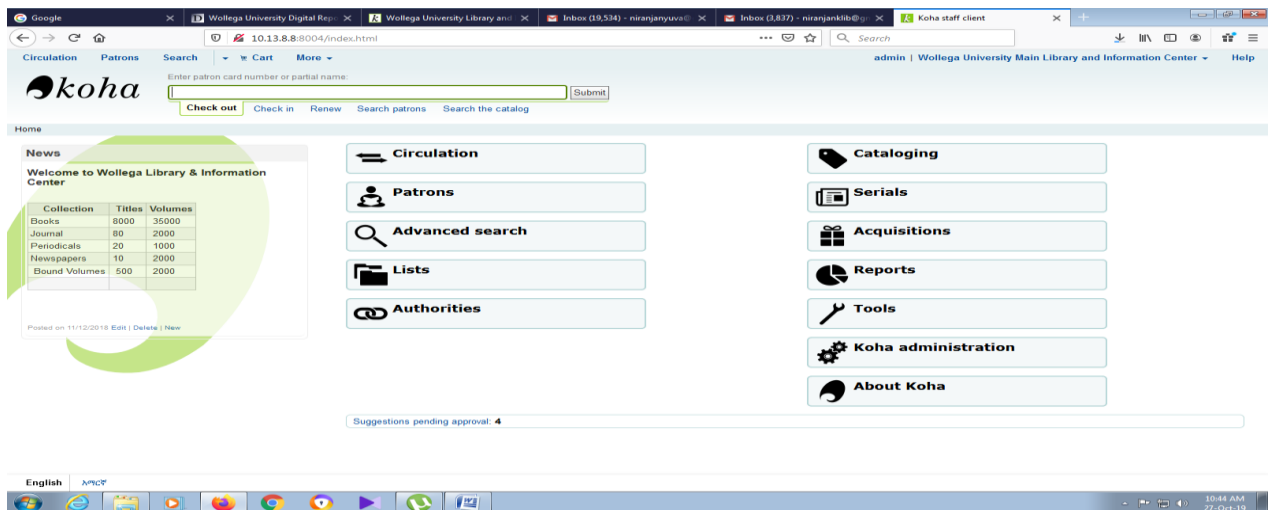 Google
Wollega University Digital Repo
Wollega University Library and
Inbox (19,534) - niranjanyuva@
Inbox (3,837) - niranjanklib@gm
Koha staff client
10.13.8.8:8004/index.html
Search
Circulation Patrons Search Cart More
admin | Wollega University Main Library and Information Center Help
koha
Enter patron card number or partial name:
Submit
Check out Check in Renew Search patrons Search the catalog
Home
News
Welcome to Wollega Library & Information
Center
Collection Titles Volumes
Books 8000 35000
Journal 80 2000
Periodicals 20 1000
Newspapers 10 2000
Bound Volumes 500 2000
Posted on 11/12/2018 Edit | Delete | New
Circulation
Patrons
Advanced search
Lists
Authorities
Cataloging
Serials
Acquisitions
Reports
Tools
Koha administration
About Koha
Suggestions pending approval: 4
English አማርኛ
10:44 AM
27-Oct-19